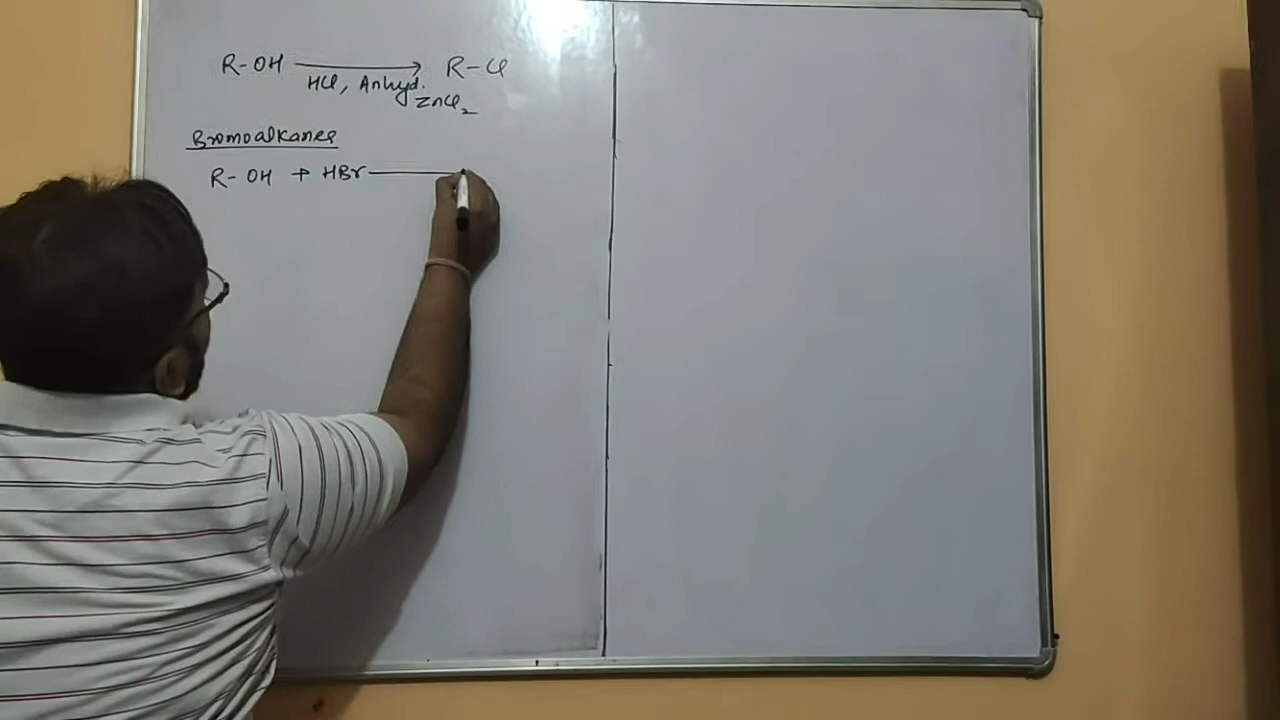 R-OH ⟶ R-Cl
HCl, Anhyd.
ZnCl₂
Bromoalkanes
R-OH + HBr